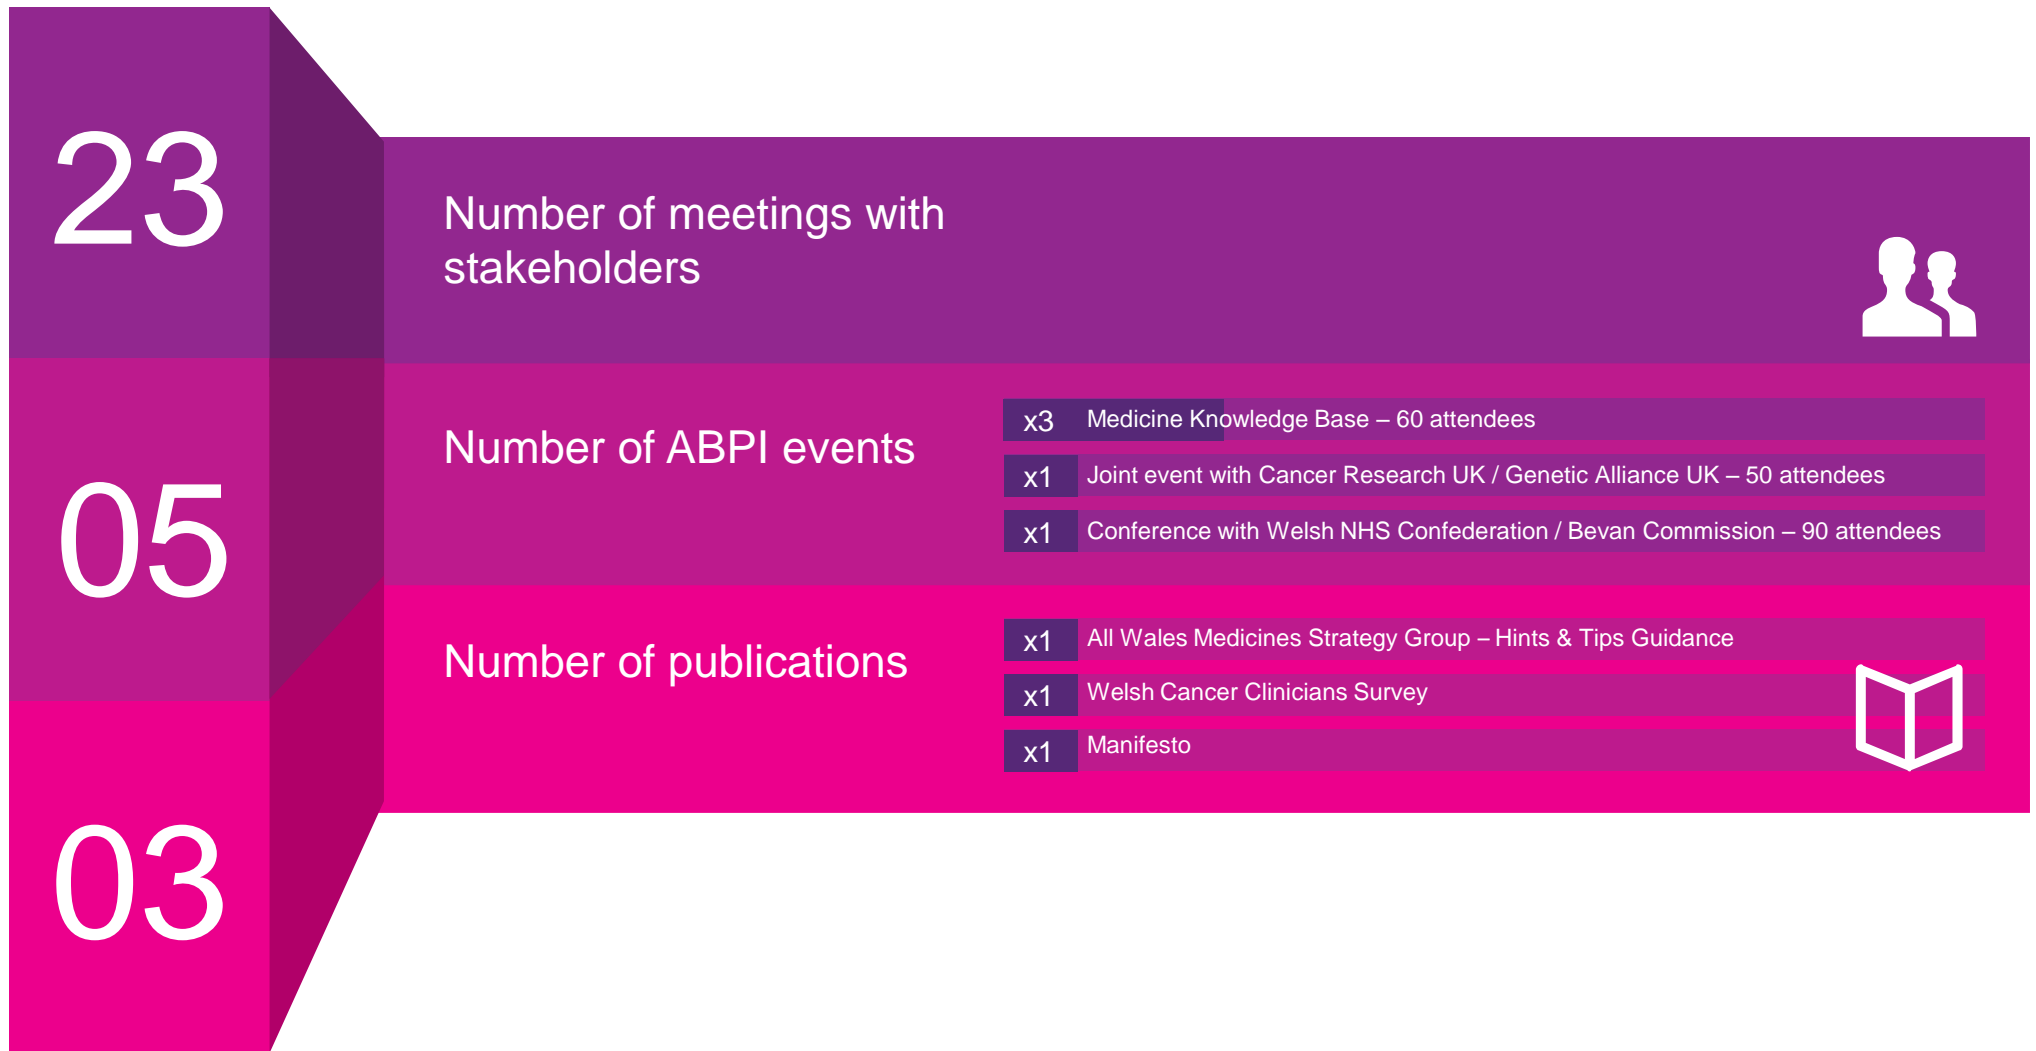 23
Number of meetings with
stakeholders
05
Number of ABPI events
x3 Medicine Knowledge Base – 60 attendees
x1 Joint event with Cancer Research UK / Genetic Alliance UK – 50 attendees
x1 Conference with Welsh NHS Confederation / Bevan Commission – 90 attendees
03
Number of publications
x1 All Wales Medicines Strategy Group – Hints & Tips Guidance
x1 Welsh Cancer Clinicians Survey
x1 Manifesto